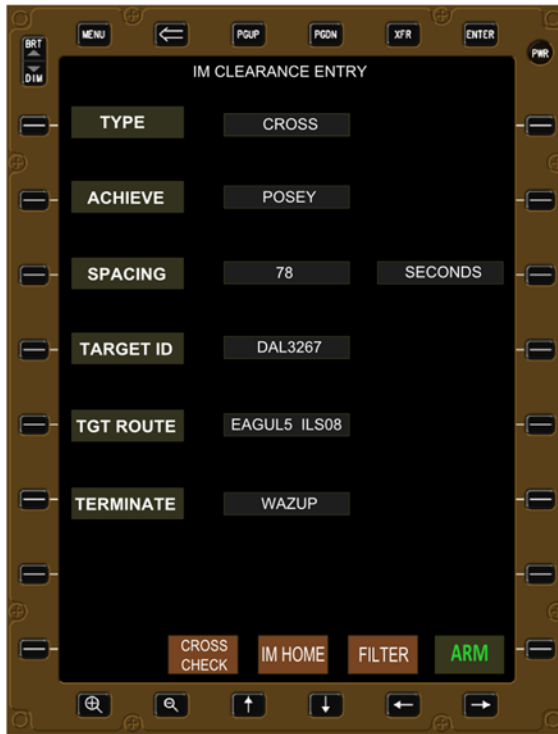 MENU
PGUP
PGDN
XFR
ENTER
BRT
DIM
PWR
IM CLEARANCE ENTRY
TYPE CROSS
ACHIEVE POSEY
SPACING 78 SECONDS
TARGET ID DAL3267
TGT ROUTE EAGUL5 ILS08
TERMINATE WAZUP
CROSS
CHECK
IM HOME
FILTER
ARM